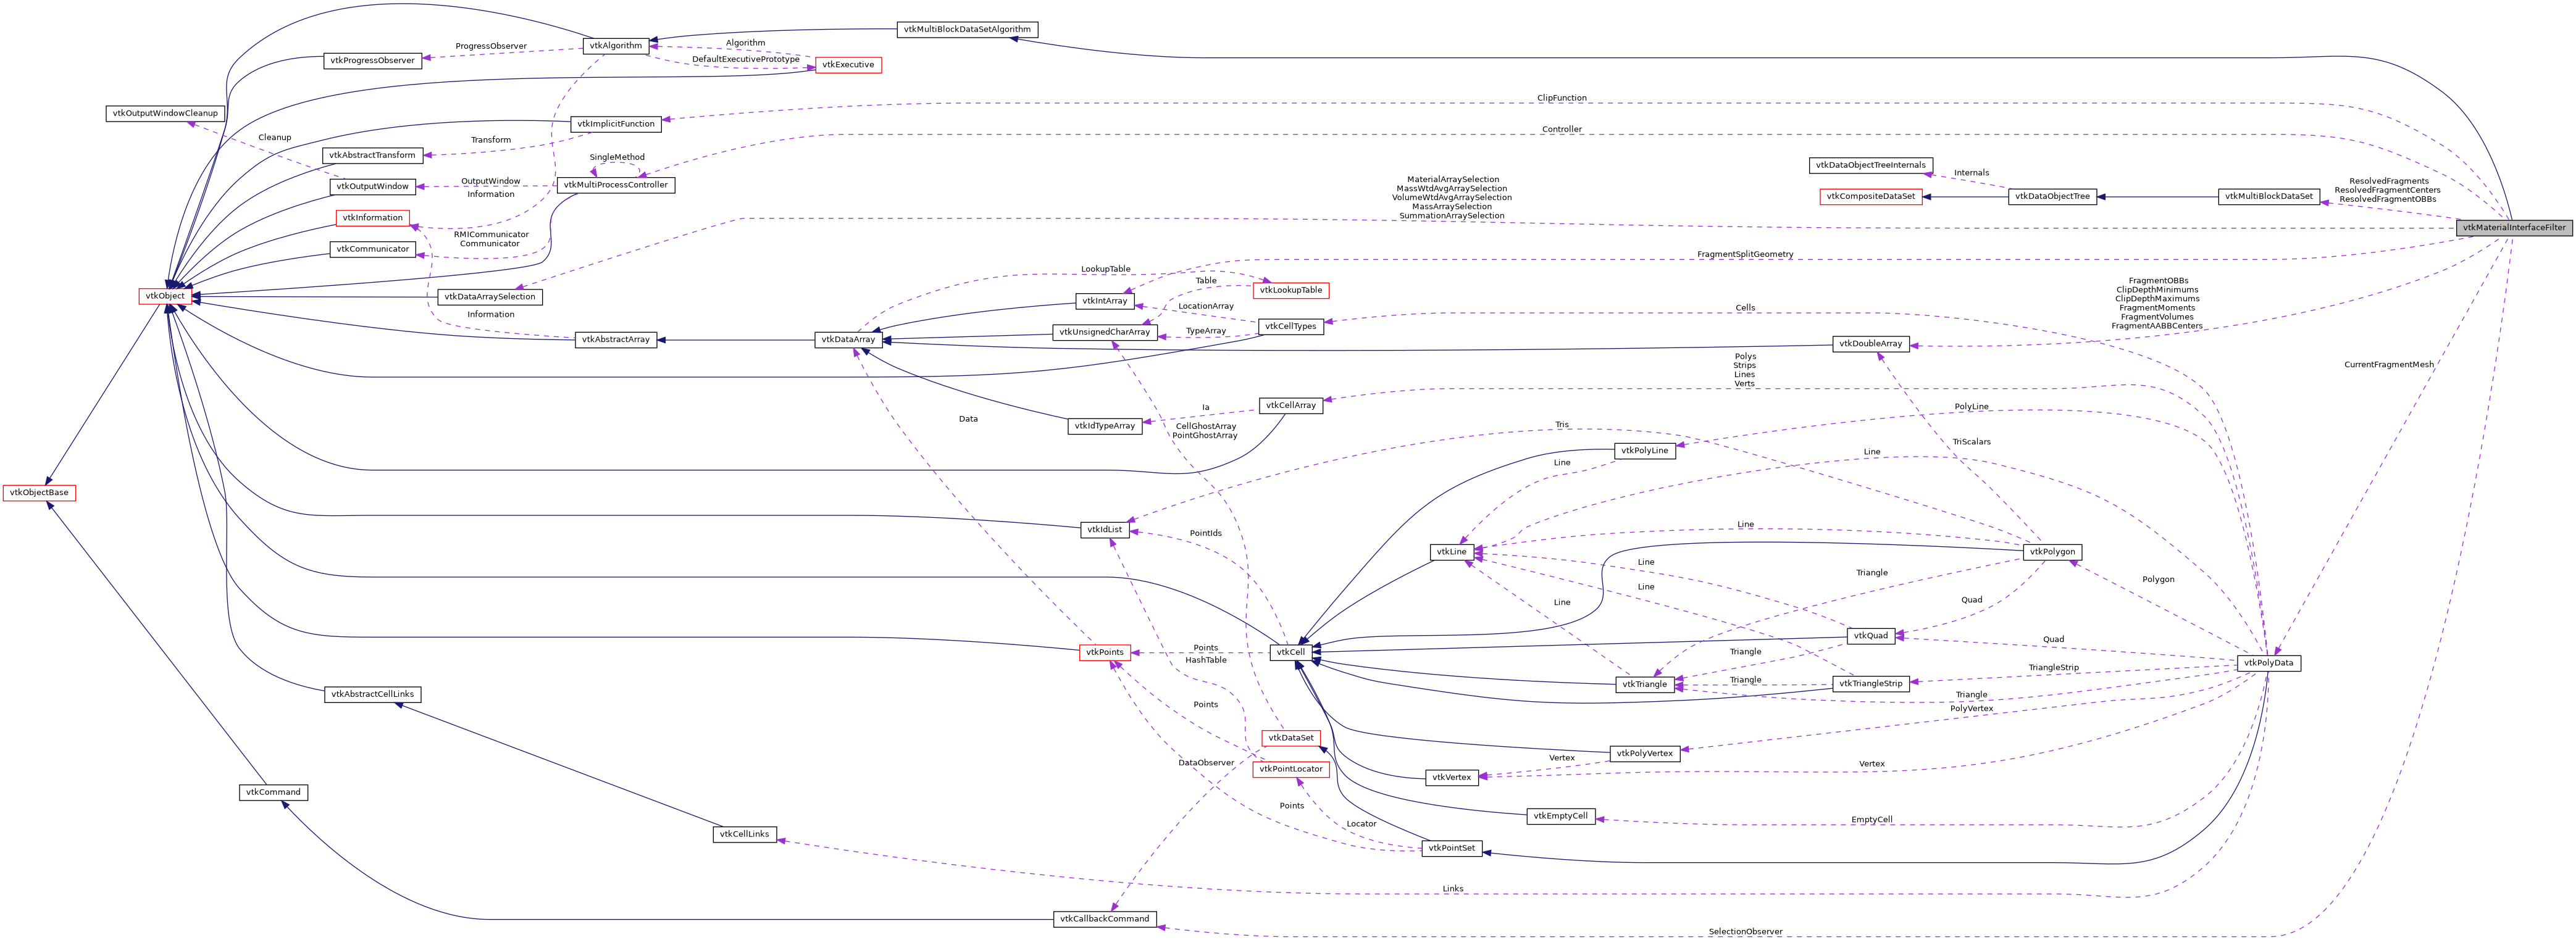 vtkMultiBlockDataSetAlgorithm
vtkAlgorithm
Algorithm
ProgressObserver
vtkProgressObserver
DefaultExecutivePrototype
vtkExecutive
ClipFunction
vtkOutputWindowCleanup
vtkImplicitFunction
Controller
Cleanup
Transform
vtkAbstractTransform
SingleMethod
vtkDataObjectTreeInternals
Internals
OutputWindow
vtkOutputWindow
vtkMultiProcessController
MaterialArraySelection
MassWtdAvgArraySelection
VolumeWtdAvgArraySelection
MassArraySelection
SummationArraySelection
ResolvedFragments
ResolvedFragmentCenters
ResolvedFragmentOBBs
Information
vtkCompositeDataSet
vtkDataObjectTree
vtkMultiBlockDataSet
vtkInformation
vtkMaterialInterfaceFilter
RMICommunicator
Communicator
vtkCommunicator
FragmentSplitGeometry
LookupTable
Table
FragmentOBBs
ClipDepthMinimums
ClipDepthMaximums
FragmentMoments
FragmentVolumes
FragmentAABBCenters
vtkObject
vtkDataArraySelection
vtkIntArray
vtkLookupTable
LocationArray
Cells
Information
vtkCellTypes
vtkUnsignedCharArray
TypeArray
vtkAbstractArray
vtkDataArray
vtkDoubleArray
Polys
Strips
Lines
Verts
CurrentFragmentMesh
vtkCellArray
Ia
PolyLine
Data
vtkIdTypeArray
CellGhostArray
PointGhostArray
Tris
TriScalars
vtkPolyLine
Line
Line
vtkObjectBase
vtkIdList
PointIds
Line
vtkLine
vtkPolygon
Line
Triangle
Polygon
Line
Line
Quad
vtkQuad
Quad
Points
HashTable
vtkPoints
vtkCell
Triangle
vtkPolyData
TriangleStrip
Triangle
vtkTriangle
vtkTriangleStrip
vtkAbstractCellLinks
Triangle
Points
PolyVertex
vtkDataSet
vtkPolyVertex
Vertex
DataObserver
vtkPointLocator
Vertex
vtkVertex
vtkCommand
Points
vtkEmptyCell
EmptyCell
Locator
vtkCellLinks
vtkPointSet
Links
vtkCallbackCommand
SelectionObserver